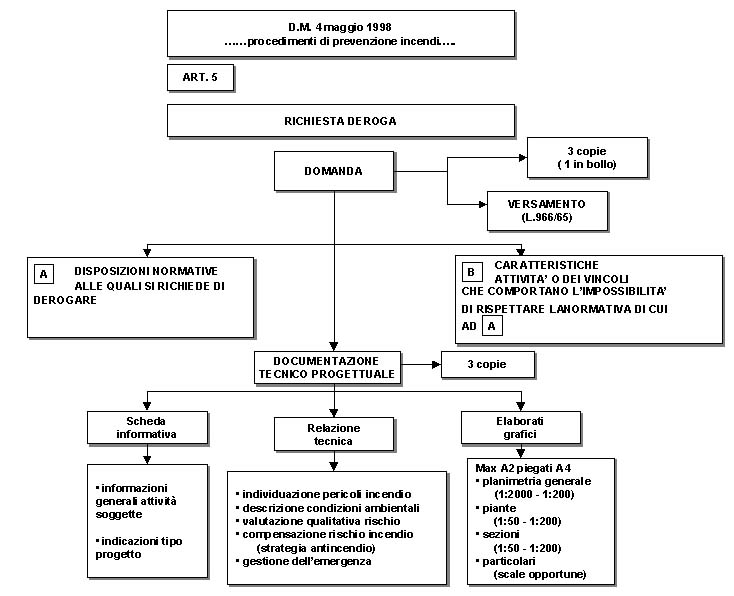 D.M. 4 maggio 1998
……procedimenti di prevenzione incendi…..
ART. 5
RICHIESTA DEROGA
DOMANDA
3 copie
( 1 in bollo)
VERSAMENTO
(L.966/65)
A DISPOSIZIONI NORMATIVE
ALLE QUALI SI RICHIEDE DI
DEROGARE
B CARATTERISTICHE
ATTIVITA' O DEI VINCOLI
CHE COMPORTANO L'IMPOSSIBILITA'
DI RISPETTARE LANORMATIVA DI CUI
AD A
DOCUMENTAZIONE
TECNICO PROGETTUALE
3 copie
Scheda
informativa
Relazione
tecnica
Elaborati
grafici
• informazioni
generali attività
soggette
• indicazioni tipo
progetto
• individuazione pericoli incendio
• descrizione condizioni ambientali
• valutazione qualitativa rischio
• compensazione rischio incendio
(strategia antincendio)
• gestione dell'emergenza
Max A2 piegati A4
• planimetria generale
(1:2000 - 1:200)
• piante
(1:50 - 1:200)
• sezioni
(1:50 - 1:200)
• particolari
(scale opportune)